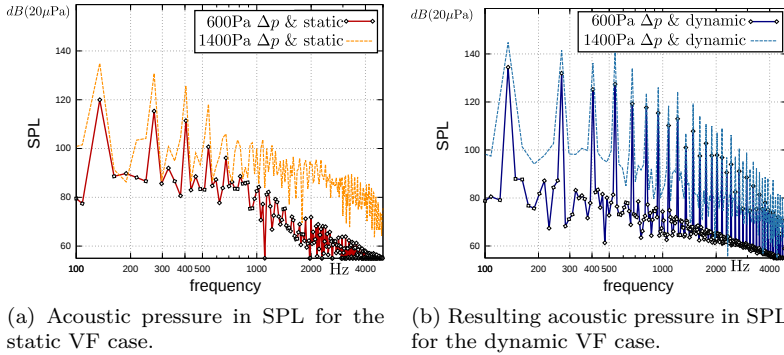 dB(20μPa)
600Pa Δp & static
1400Pa Δp & static
140
120
100
80
60
SPL
100 200 400 500 1000 2000 4000
Hz
frequency
(a) Acoustic pressure in SPL for the
static VF case.
dB(20μPa)
600Pa Δp & dynamic
1400Pa Δp & dynamic
140
120
100
80
60
SPL
100 200 400 500 1000 2000 4000
Hz
frequency
(b) Resulting acoustic pressure in SPL
for the dynamic VF case.